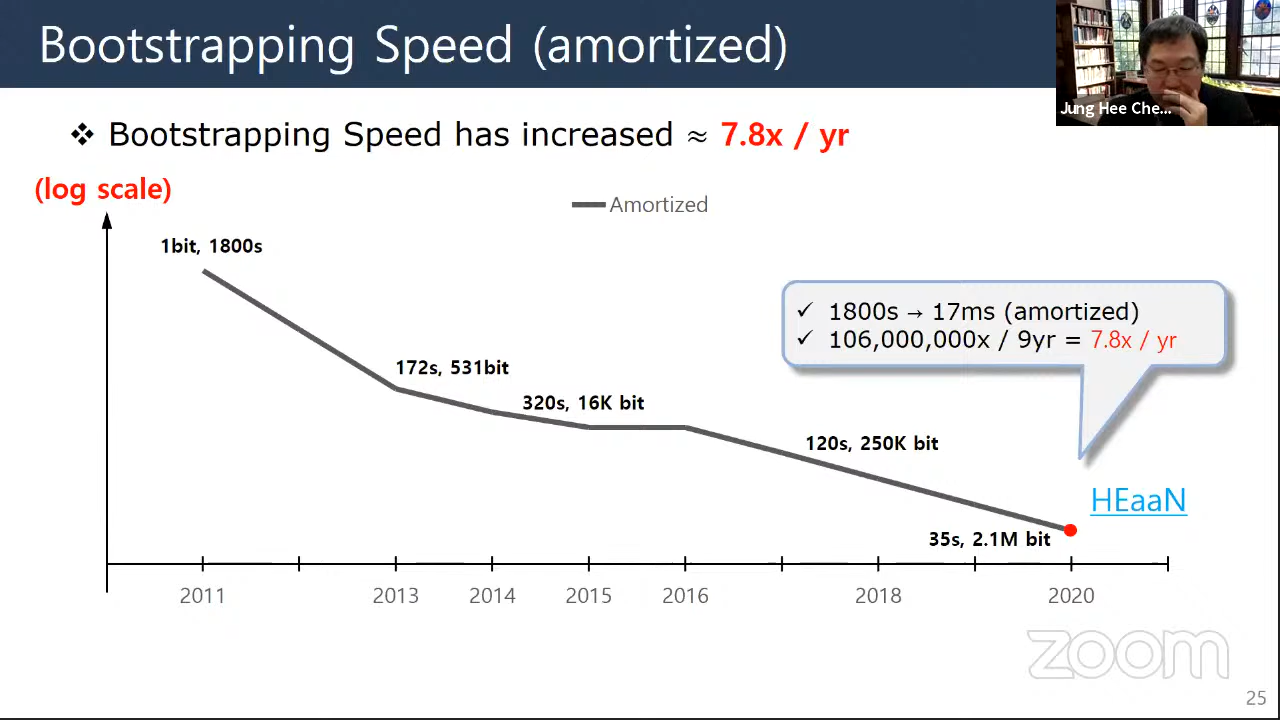 Bootstrapping Speed (amortized)
Jung Hee Che...
❖ Bootstrapping Speed has increased ≈ 7.8x / yr
(log scale)
Amortized
1bit, 1800s
172s, 531bit
320s, 16K bit
120s, 250K bit
35s, 2.1M bit
✓ 1800s → 17ms (amortized)
✓ 106,000,000x / 9yr = 7.8x / yr
HEaaN
2011 2013 2014 2015 2016 2018 2020
zoom
25